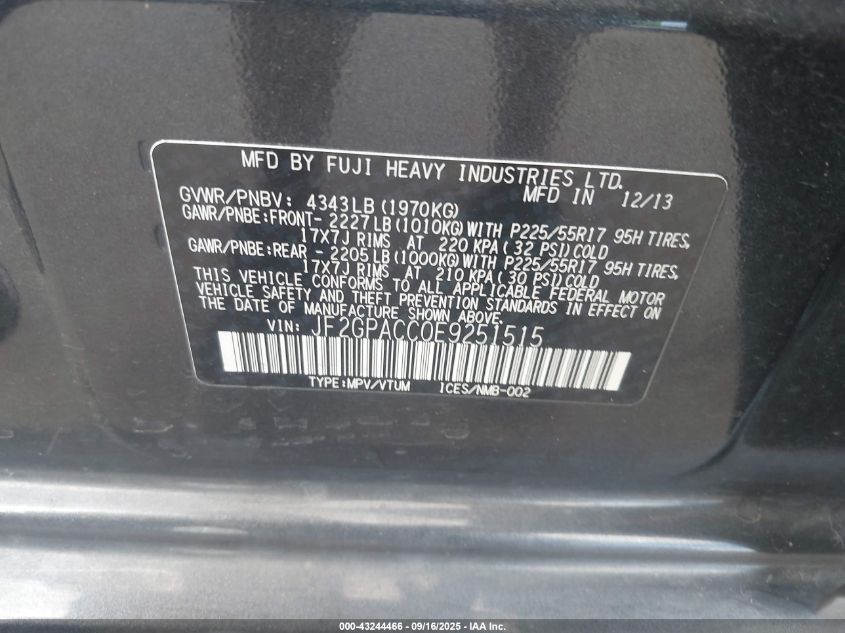 MFD BY FUJI HEAVY INDUSTRIES LTD.
MFD IN 12/13
GVWR/PNBV: 4343LB(1970KG)
GAWR/PNBE:FRONT- 2227LB(1010KG)WITH P225/55R17 95H TIRES,
17X7J RIMS AT 220 KPA(32 PSI)COLD
GAWR/PNBE:REAR - 2205LB(1000KG)WITH P225/55R17 95H TIRES,
17X7J RIMS AT 210 KPA(30 PSI)COLD
THIS VEHICLE CONFORMS TO ALL APPLICABLE FEDERAL MOTOR
VEHICLE SAFETY AND THEFT PREVENTION STANDARDS IN EFFECT ON
THE DATE OF MANUFACTURE SHOWN ABOVE.
VIN: JF2GPACC0E9251515
TYPE:MPV/VTUM ICES/NMB-002
000-43244466 - 09/16/2025 - IAA Inc.